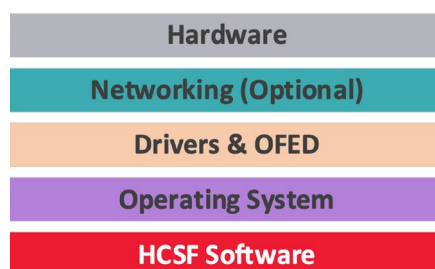 Hardware
Networking (Optional)
Drivers & OFED
Operating System
HCSF Software